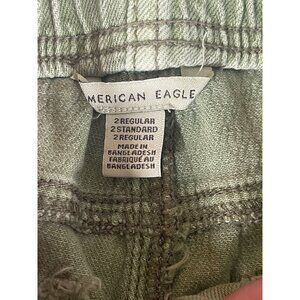 MERICAN EAGLE
2 REGULAR
2 STANDARD
2 REGULAR
MADE IN
BANGLADESH
FABRIQUÉ AU
BANGLADESH